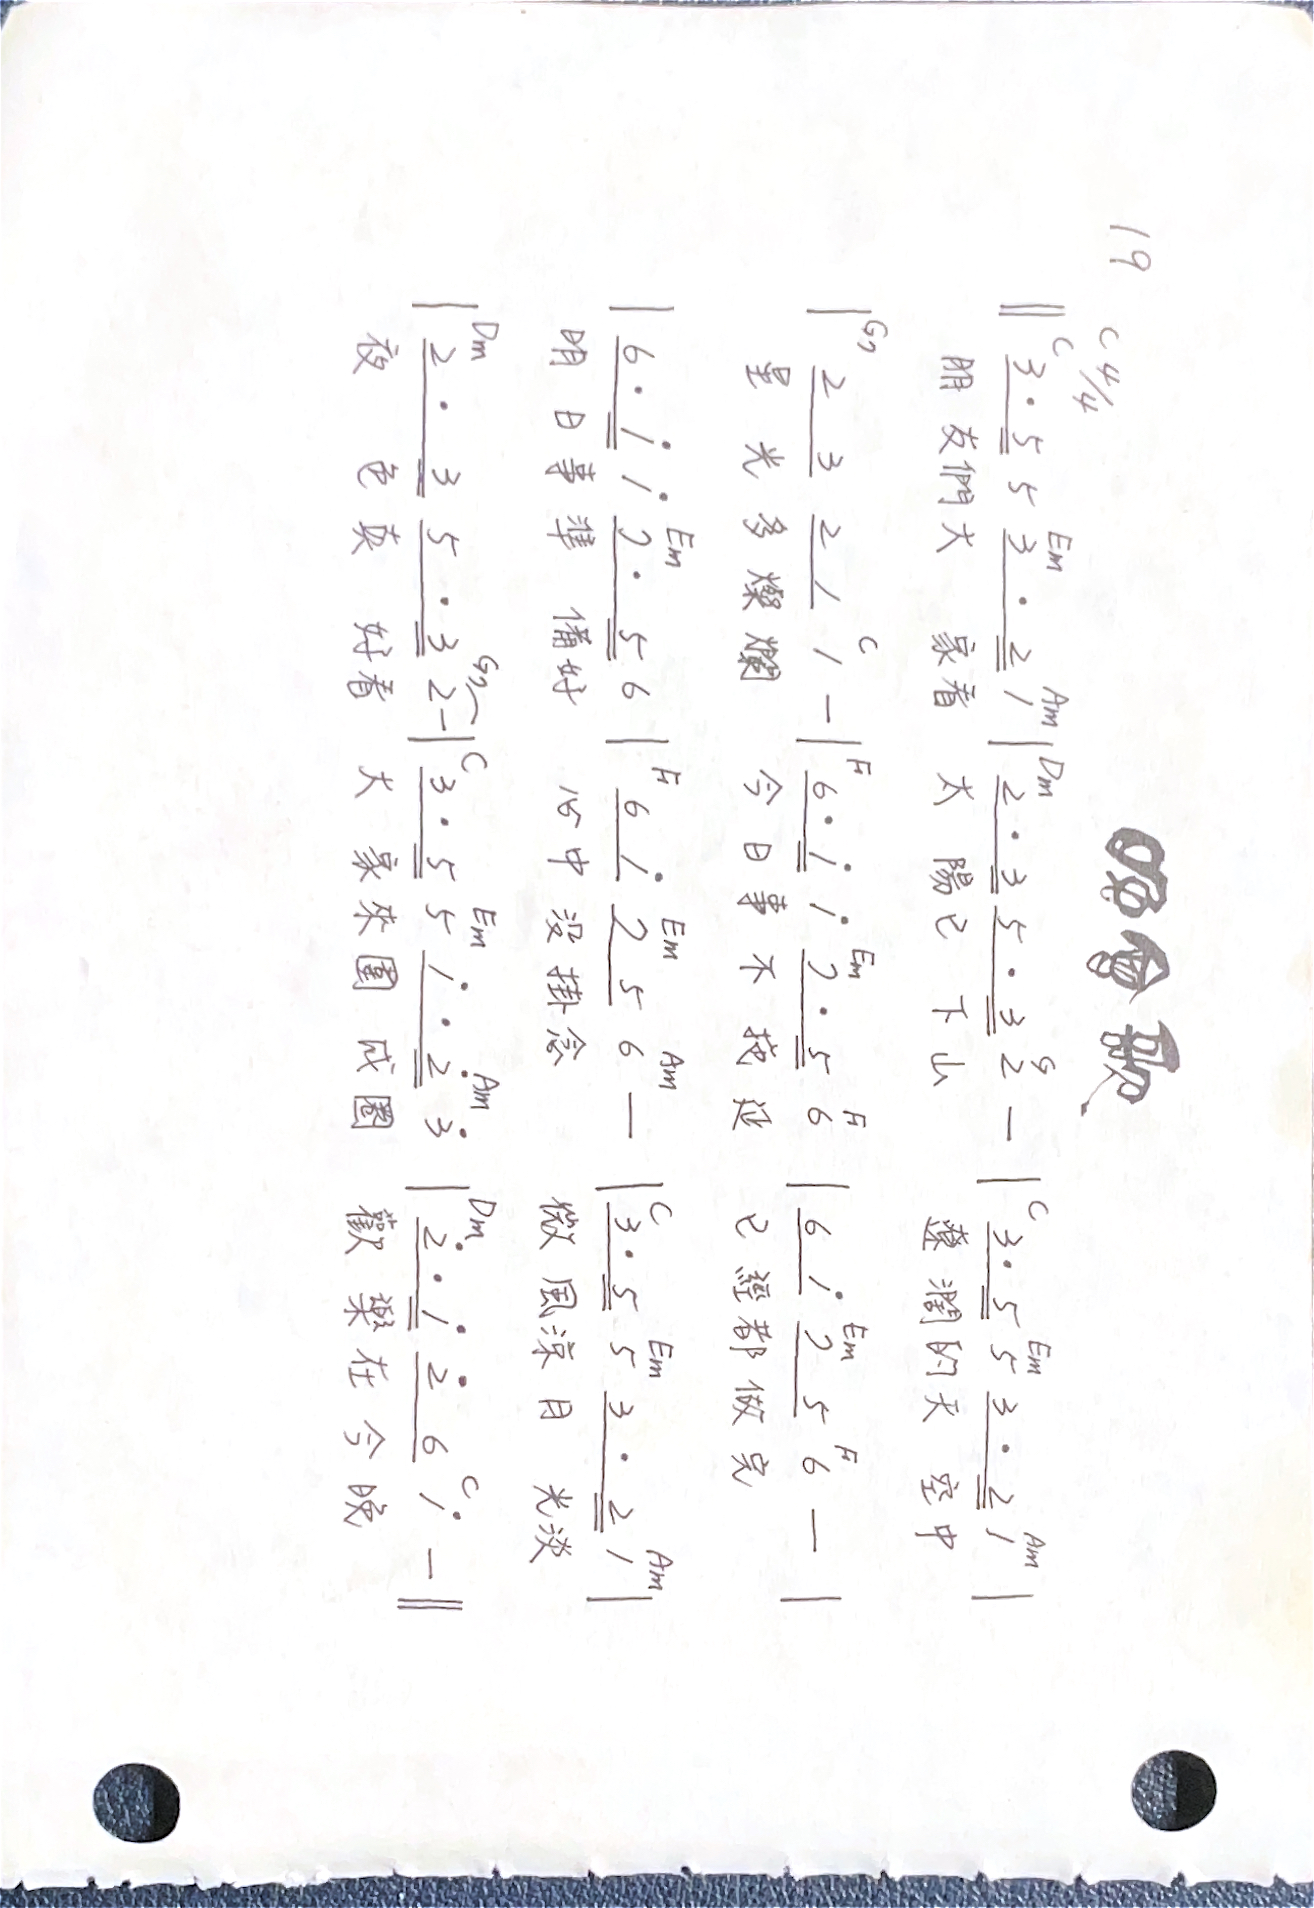 19
晚會歌
C 4/4
C Em Am Dm G C Em Am
‖ 3·5 5 3·2 1 | 2·3 5·3 2 — | 3·5 5 3·2 1 |
朋友們大 家看 太 陽已 下山 遼濶的天 空中
G7 C F Em F Em F
| 2 3 2 1 1 — | 6·i i 7·5 6 | 6 i 7 5 6 — |
星 光 多 燦 爛 今 日 事 不 拖 延 已 經 都 做 完
Em F Em Am C Em Am
| 6·i i 7·5 6 | 6 i 7 5 6 — | 3·5 5 3·2 1 |
明 日 事 準 備好 心中 没掛念 微 風涼 月 光淡
Dm G7 C Em Am Dm C
| 2·3 5·3 2 — | 3·5 5 i·2̇ 3̇ | 2̇·i 2̇ 6 i — ‖
夜 色真 好看 大 家來圍 成圈 歡 樂在今晚